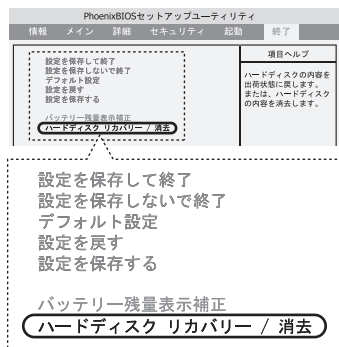 PhoenixBIOSセットアップユーティリティ
情報 メイン 詳細 セキュリティ 起動 終了
設定を保存して終了
設定を保存しないで終了
デフォルト設定
設定を戻す
設定を保存する
バッテリー残量表示補正
ハードディスク リカバリー / 消去
項目ヘルプ
ハードディスクの内容を
出荷状態に戻します。
または、ハードディスク
の内容を消去します。
設定を保存して終了
設定を保存しないで終了
デフォルト設定
設定を戻す
設定を保存する
バッテリー残量表示補正
ハードディスク リカバリー / 消去